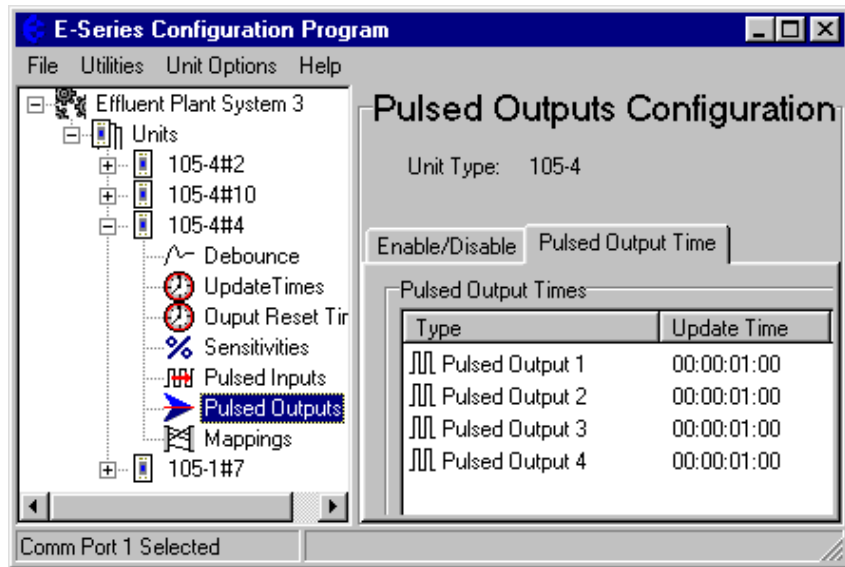 E-Series Configuration Program
File Utilities Unit Options Help
Effluent Plant System 3
Units
105-4#2
105-4#10
105-4#4
Debounce
UpdateTimes
Ouput Reset Tir
Sensitivities
Pulsed Inputs
Pulsed Outputs
Mappings
105-1#7
Pulsed Outputs Configuration
Unit Type: 105-4
Enable/Disable Pulsed Output Time
Pulsed Output Times
Type Update Time
Pulsed Output 1 00:00:01:00
Pulsed Output 2 00:00:01:00
Pulsed Output 3 00:00:01:00
Pulsed Output 4 00:00:01:00
Comm Port 1 Selected